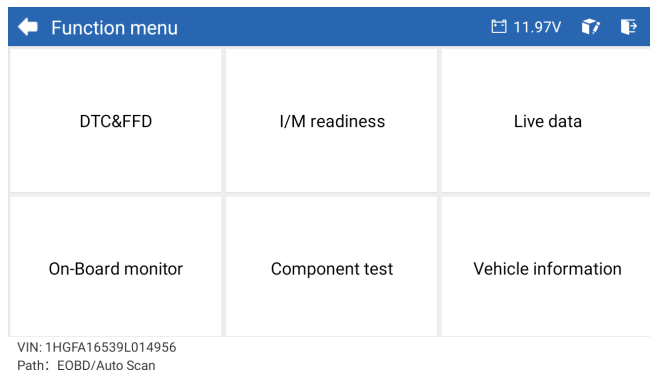 Function menu 11.97V
DTC&FFD I/M readiness Live data
On-Board monitor Component test Vehicle information
VIN: 1HGFA16539L014956
Path： EOBD/Auto Scan